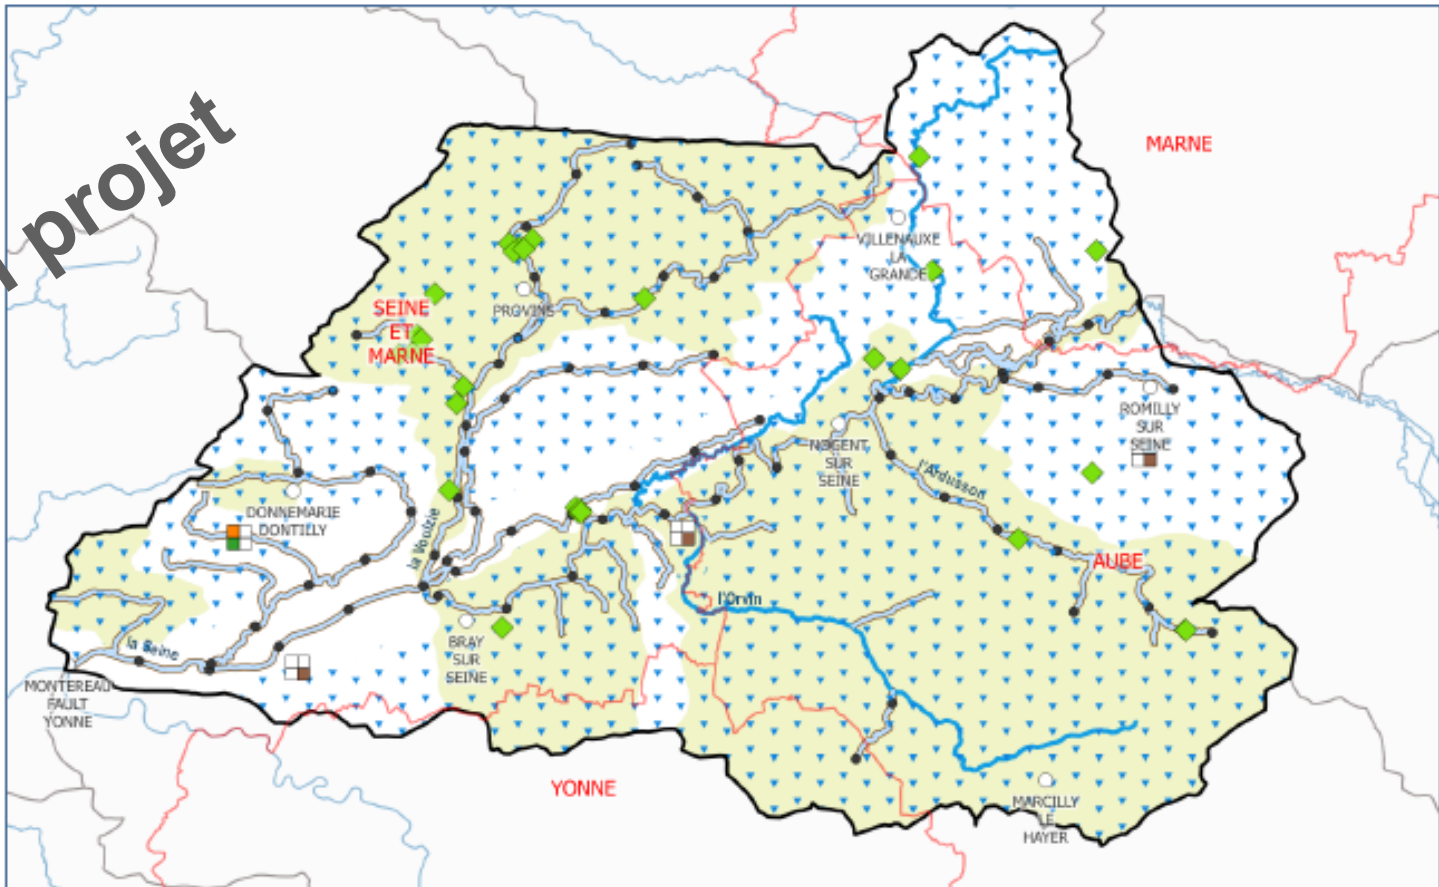 projet
MARNE
VILLENAUXE
LA
GRANDE
SEINE
ET
MARNE
PROVINS
ROMILLY
SUR
SEINE
NOGENT
SUR
SEINE
l'Ardusson
DONNEMARIE
DONTILLY
la Voulzie
AUBE
l'Orvin
BRAY
SUR
SEINE
la Seine
MONTEREAU
FAULT
YONNE
YONNE
MARCILLY
LE
HAYER